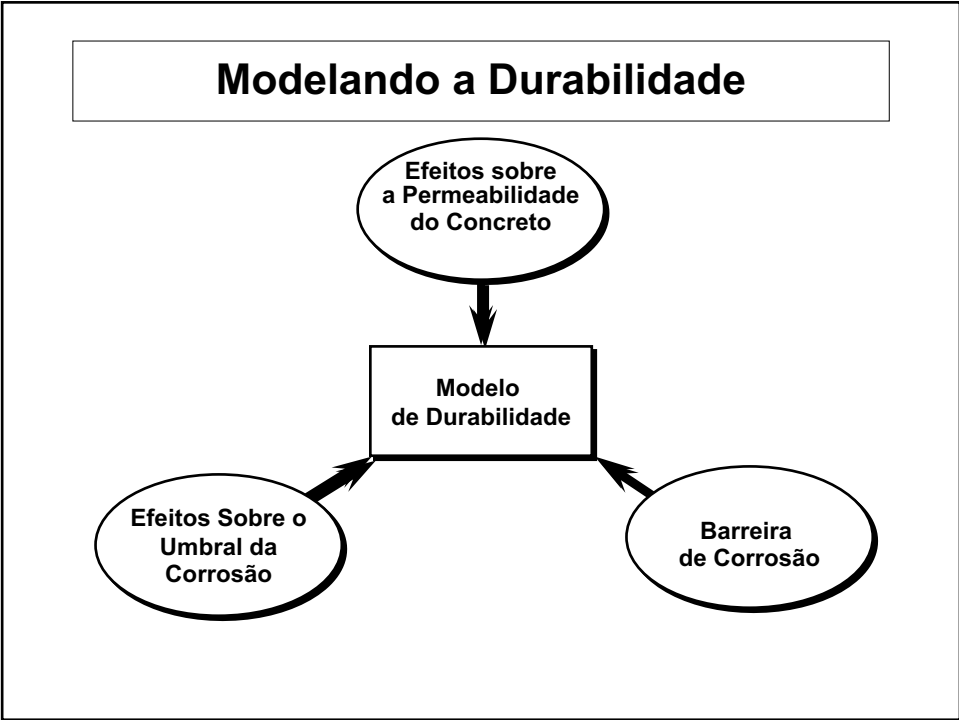 Modelando a Durabilidade
Efeitos sobre
a Permeabilidade
do Concreto
Modelo
de Durabilidade
Efeitos Sobre o
Umbral da
Corrosão
Barreira
de Corrosão